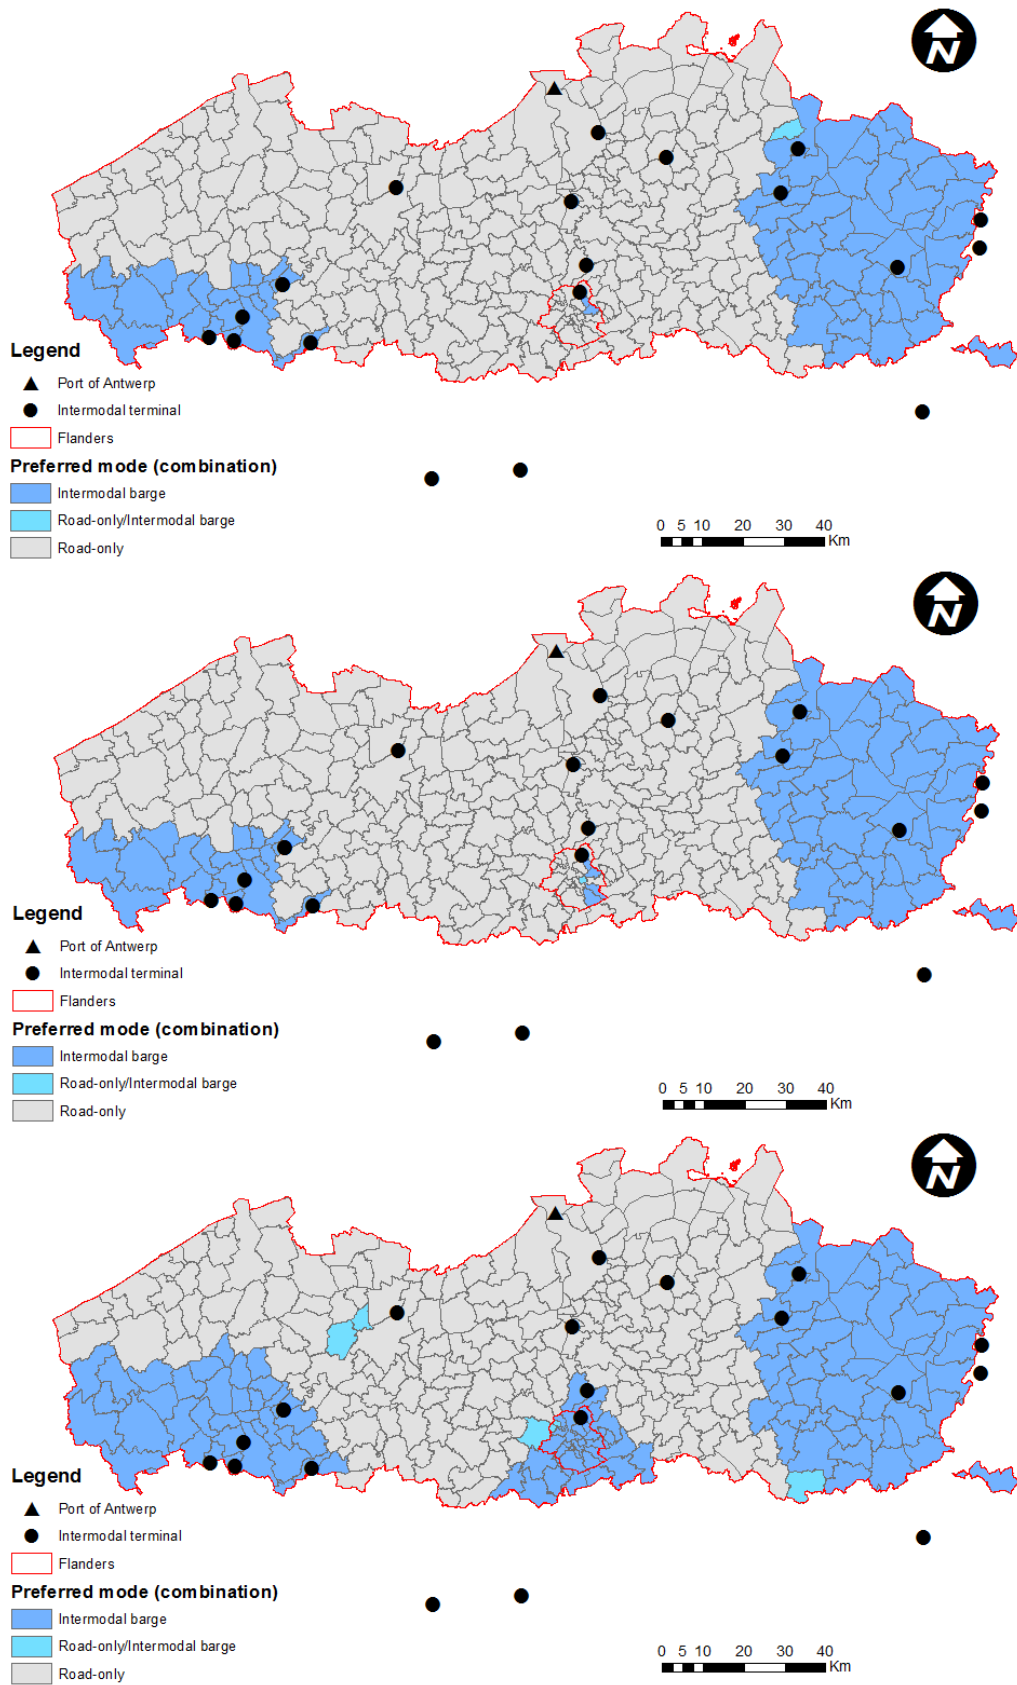 N
Legend
Port of Antwerp
Intermodal terminal
Flanders
Preferred mode (combination)
Intermodal barge
Road-only/Intermodal barge
Road-only
0 5 10 20 30 40
Km
N
Legend
Port of Antwerp
Intermodal terminal
Flanders
Preferred mode (combination)
Intermodal barge
Road-only/Intermodal barge
Road-only
0 5 10 20 30 40
Km
N
Legend
Port of Antwerp
Intermodal terminal
Flanders
Preferred mode (combination)
Intermodal barge
Road-only/Intermodal barge
Road-only
0 5 10 20 30 40
Km